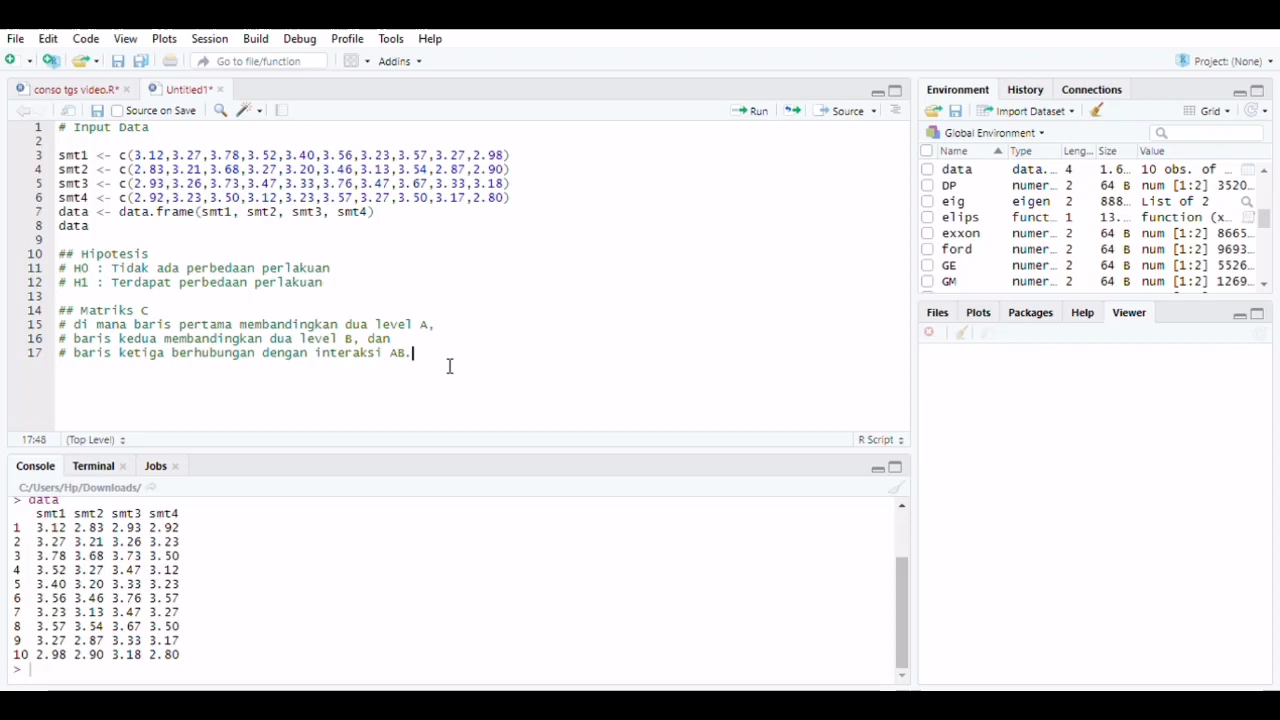 File Edit Code View Plots Session Build Debug Profile Tools Help
Go to file/function Addins Project: (None)
conso tgs video.R* Untitled1*
Source on Save Run Source
1 # Input Data
2
3 smt1 <- c(3.12,3.27,3.78,3.52,3.40,3.56,3.23,3.57,3.27,2.98)
4 smt2 <- c(2.83,3.21,3.68,3.27,3.20,3.46,3.13,3.54,2.87,2.90)
5 smt3 <- c(2.93,3.26,3.73,3.47,3.33,3.76,3.47,3.67,3.33,3.18)
6 smt4 <- c(2.92,3.23,3.50,3.12,3.23,3.57,3.27,3.50,3.17,2.80)
7 data <- data.frame(smt1, smt2, smt3, smt4)
8 data
9
10 ## Hipotesis
11 # H0 : Tidak ada perbedaan perlakuan
12 # H1 : Terdapat perbedaan perlakuan
13
14 ## Matriks C
15 # di mana baris pertama membandingkan dua level A,
16 # baris kedua membandingkan dua level B, dan
17 # baris ketiga berhubungan dengan interaksi AB.
17:48 (Top Level) R Script
Console Terminal Jobs
C:/Users/Hp/Downloads/
> data
smt1 smt2 smt3 smt4
1 3.12 2.83 2.93 2.92
2 3.27 3.21 3.26 3.23
3 3.78 3.68 3.73 3.50
4 3.52 3.27 3.47 3.12
5 3.40 3.20 3.33 3.23
6 3.56 3.46 3.76 3.57
7 3.23 3.13 3.47 3.27
8 3.57 3.54 3.67 3.50
9 3.27 2.87 3.33 3.17
10 2.98 2.90 3.18 2.80
>
Environment History Connections
Import Dataset Grid
Global Environment
Name Type Leng… Size Value
data data.… 4 1.6… 10 obs. of …
DP numer… 2 64 B num [1:2] 3520…
eig eigen 2 888… List of 2
elips funct… 1 13.… function (x…
exxon numer… 2 64 B num [1:2] 8665…
ford numer… 2 64 B num [1:2] 9693…
GE numer… 2 64 B num [1:2] 5526…
GM numer… 2 64 B num [1:2] 1269…
Files Plots Packages Help Viewer